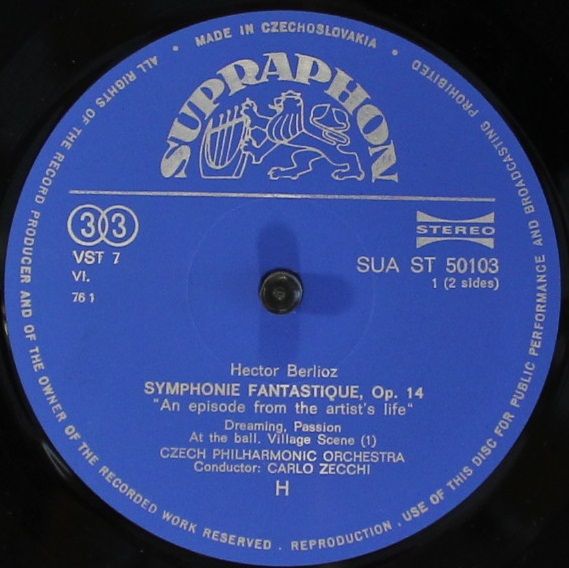 ALL RIGHTS OF THE RECORD PRODUCER AND OF THE OWNER OF THE RECORDED WORK RESERVED . REPRODUCTION . USE OF THIS DISC FOR PUBLIC PERFORMANCE AND BROADCASTING PROHIBITED
• MADE IN CZECHOSLOVAKIA •
SUPRAPHON
33
STEREO
VST 7
SUA ST 50103
VI.
1 (2 sides)
76 1
Hector Berlioz
SYMPHONIE FANTASTIQUE, Op. 14
"An episode from the artist's life"
Dreaming, Passion
At the ball. Village Scene (1)
CZECH PHILHARMONIC ORCHESTRA
Conductor: CARLO ZECCHI
H